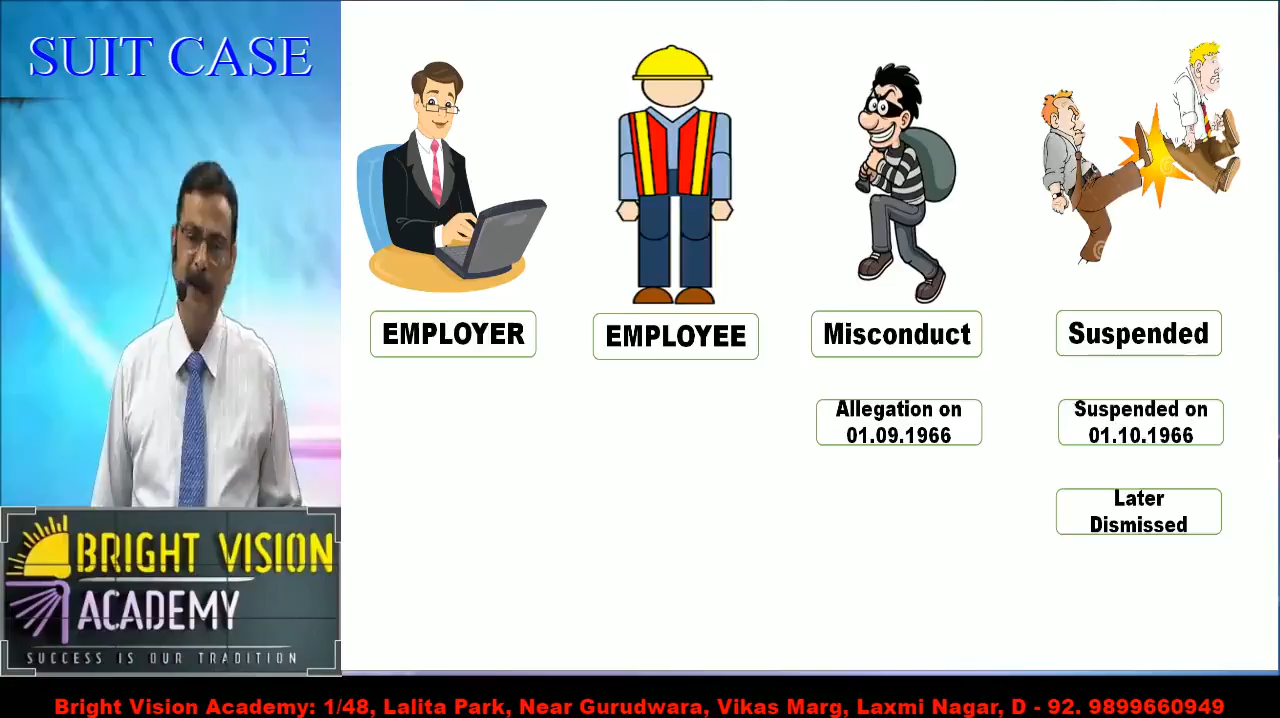 SUIT CASE
EMPLOYER
EMPLOYEE
Misconduct
Suspended
Allegation on
01.09.1966
Suspended on
01.10.1966
Later
Dismissed
BRIGHT VISION
ACADEMY
SUCCESS IS OUR TRADITION
Bright Vision Academy: 1/48, Lalita Park, Near Gurudwara, Vikas Marg, Laxmi Nagar, D - 92. 9899660949